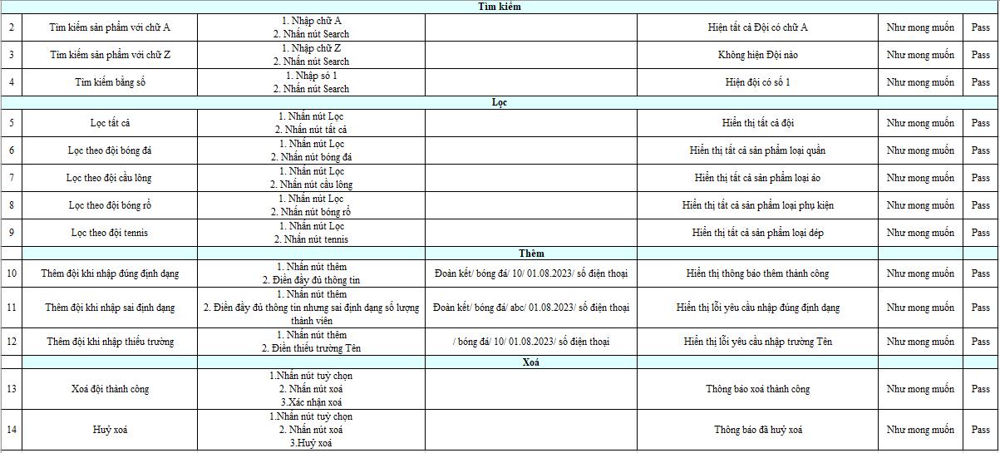 Tìm kiếm
2 Tìm kiếm sản phẩm với chữ A 1. Nhập chữ A Hiện tất cả Đội có chữ A Như mong muốn Pass
2. Nhấn nút Search
3 Tìm kiếm sản phẩm với chữ Z 1. Nhập chữ Z Không hiện Đội nào Như mong muốn Pass
2. Nhấn nút Search
4 Tìm kiếm bằng số 1. Nhập só 1 Hiện đội có số 1 Như mong muốn Pass
2. Nhấn nút Search
Lọc
5 Lọc tất cả 1. Nhấn nút Lọc Hiển thị tất cả đội Như mong muốn Pass
2. Nhấn nút tất cả
6 Lọc theo đội bóng đá 1. Nhấn nút Lọc Hiển thị tất cả sản phẩm loại quần Như mong muốn Pass
2. Nhấn nút bóng đá
7 Lọc theo đội cầu lông 1. Nhấn nút Lọc Hiển thị tất cả sản phẩm loại áo Như mong muốn Pass
2. Nhấn nút cầu lông
8 Lọc theo đội bóng rổ 1. Nhấn nút Lọc Hiển thị tất cả sản phẩm loại phụ kiện Như mong muốn Pass
2. Nhấn nút bóng rổ
9 Lọc theo đội tennis 1. Nhấn nút Lọc Hiển thị tất cả sản phẩm loại dép Như mong muốn Pass
2. Nhấn nút tennis
Thêm
10 Thêm đội khi nhập đúng định dạng 1. Nhấn nút thêm Đoàn kết/ bóng đá/ 10/ 01.08.2023/ số điện thoại Hiển thị thông báo thêm thành công Như mong muốn Pass
2. Điền đầy đủ thông tin
11 Thêm đội khi nhập sai định dạng 1. Nhấn nút thêm Đoàn kết/ bóng đá/ abc/ 01.08.2023/ số điện thoại Hiển thị lỗi yêu cầu nhập đúng định dạng Như mong muốn Pass
2. Điền đầy đủ thông tin nhưng sai định dạng số lượng
thành viên
12 Thêm đội khi nhập thiếu trường 1. Nhấn nút thêm / bóng đá/ 10/ 01.08.2023/ số điện thoại Hiển thị lỗi yêu cầu nhập trường Tên Như mong muốn Pass
2. Điền thiếu trường Tên
Xoá
13 Xoá đội thành công 1.Nhấn nút tuỳ chọn Thông báo xoá thành công Như mong muốn Pass
2. Nhấn nút xoá
3.Xác nhận xoá
14 Huỷ xoá 1.Nhấn nút tuỳ chọn Thông báo đã huỷ xoá Như mong muốn Pass
2. Nhấn nút xoá
3.Huỷ xoá